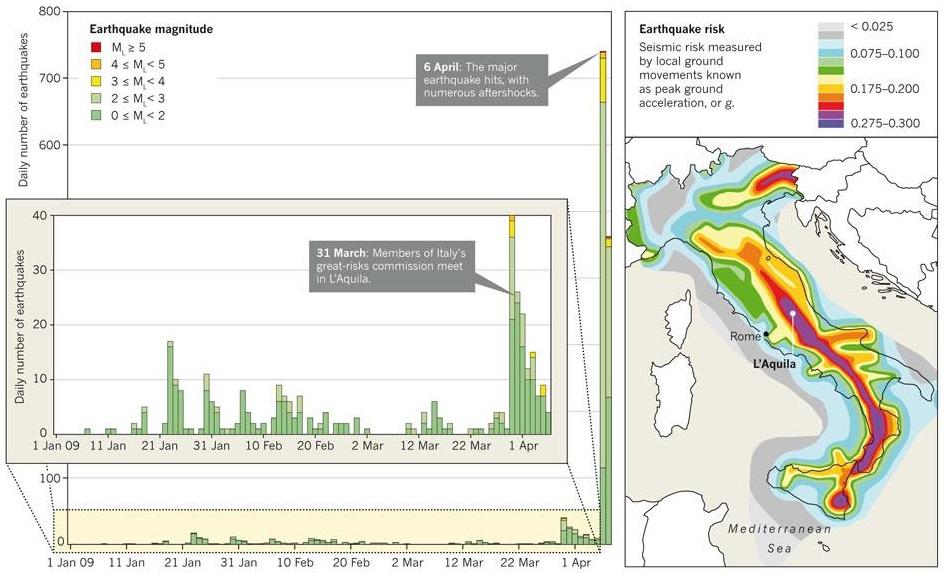 800
700
600
100
0
Daily number of earthquakes
Earthquake magnitude
M_L ≥ 5
4 ≤ M_L < 5
3 ≤ M_L < 4
2 ≤ M_L < 3
0 ≤ M_L < 2
6 April: The major
earthquake hits, with
numerous aftershocks.
40
30
20
10
0
Daily number of earthquakes
31 March: Members of Italy's
great-risks commission meet
in L'Aquila.
1 Jan 09 11 Jan 21 Jan 31 Jan 10 Feb 20 Feb 2 Mar 12 Mar 22 Mar 1 Apr
1 Jan 09 11 Jan 21 Jan 31 Jan 10 Feb 20 Feb 2 Mar 12 Mar 22 Mar 1 Apr
Earthquake risk
Seismic risk measured
by local ground
movements known
as peak ground
acceleration, or g.
< 0.025
0.075–0.100
0.175–0.200
0.275–0.300
Rome
L'Aquila
Mediterranean
Sea